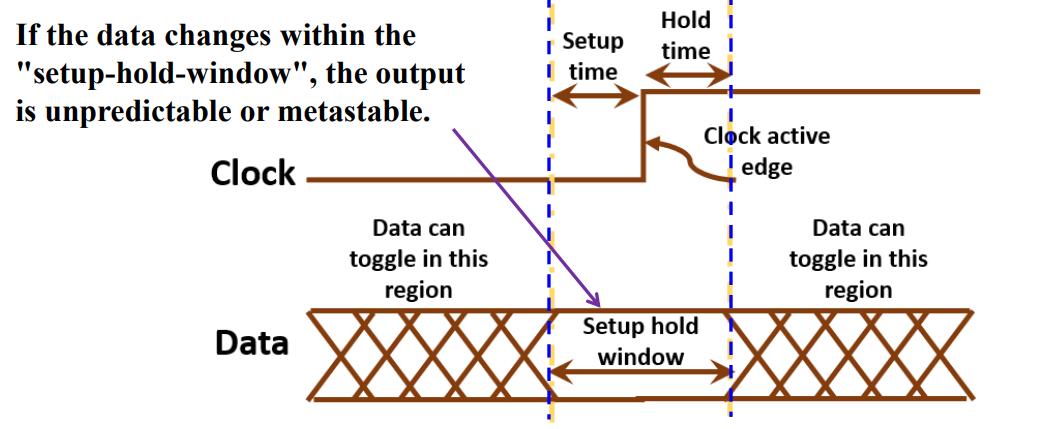 If the data changes within the
"setup-hold-window", the output
is unpredictable or metastable.
Setup
time
Hold
time
Clock active
edge
Clock
Data can
toggle in this
region
Data can
toggle in this
region
Data
Setup hold
window